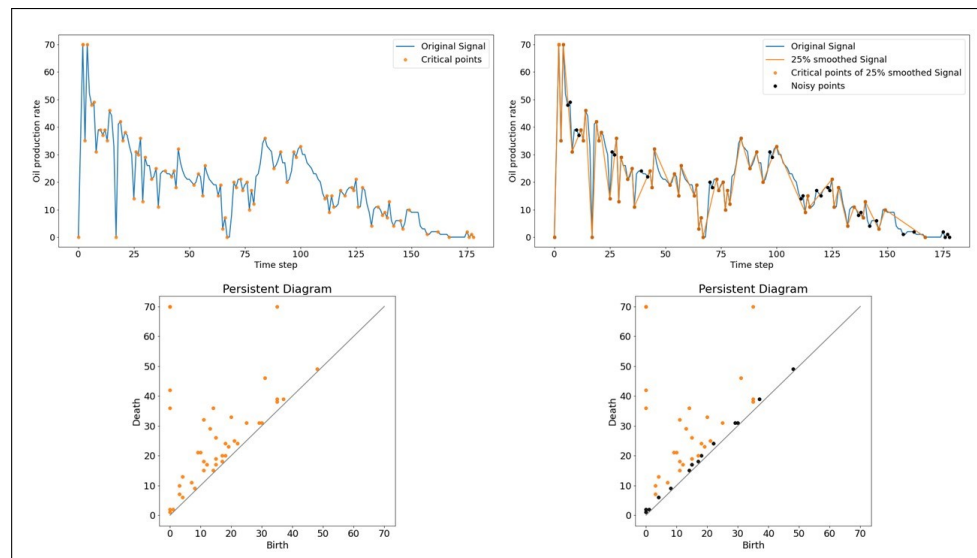 Original Signal
Critical points
Oil production rate
70
60
50
40
30
20
10
0
0 25 50 75 100 125 150 175
Time step
Original Signal
25% smoothed Signal
Critical points of 25% smoothed Signal
Noisy points
Oil production rate
70
60
50
40
30
20
10
0
0 25 50 75 100 125 150 175
Time step
Persistent Diagram
Death
70
60
50
40
30
20
10
0
0 10 20 30 40 50 60 70
Birth
Persistent Diagram
Death
70
60
50
40
30
20
10
0
0 10 20 30 40 50 60 70
Birth